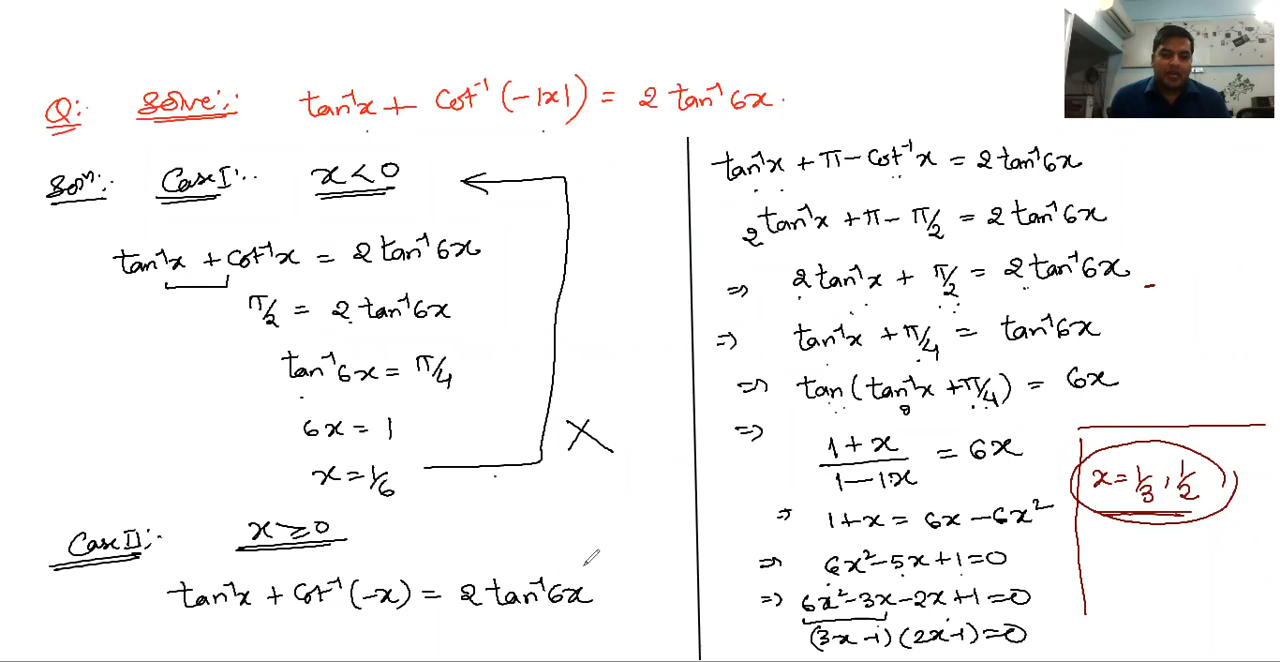 Q: Solve: tan⁻¹x + cot⁻¹(-|x|) = 2 tan⁻¹6x.
Soln: Case I: x < 0
tan⁻¹x + cot⁻¹x = 2 tan⁻¹6x
π/2 = 2 tan⁻¹6x
tan⁻¹6x = π/4
6x = 1
x = 1/6
X
Case II: x ≥ 0
tan⁻¹x + cot⁻¹(-x) = 2 tan⁻¹6x
tan⁻¹x + π - cot⁻¹x = 2 tan⁻¹6x
2 tan⁻¹x + π - π/2 = 2 tan⁻¹6x
⇒ 2 tan⁻¹x + π/2 = 2 tan⁻¹6x
⇒ tan⁻¹x + π/4 = tan⁻¹6x
⇒ tan(tan⁻¹x + π/4) = 6x
⇒ (1+x)/(1-1x) = 6x
⇒ 1+x = 6x-6x²
⇒ 6x²-5x+1=0
⇒ 6x²-3x-2x+1=0
(3x-1)(2x-1)=0
x = 1/3, 1/2